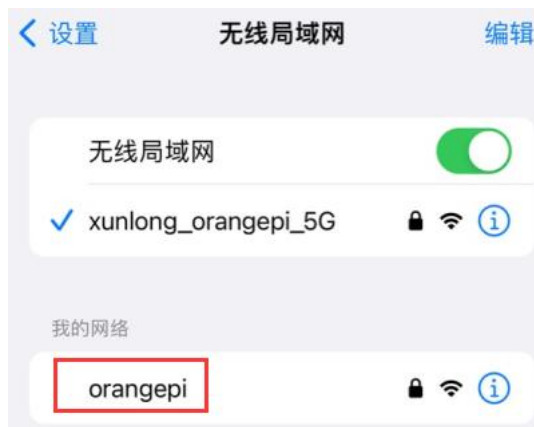 设置 无线局域网 编辑
无线局域网
xunlong_orangepi_5G
我的网络
orangepi